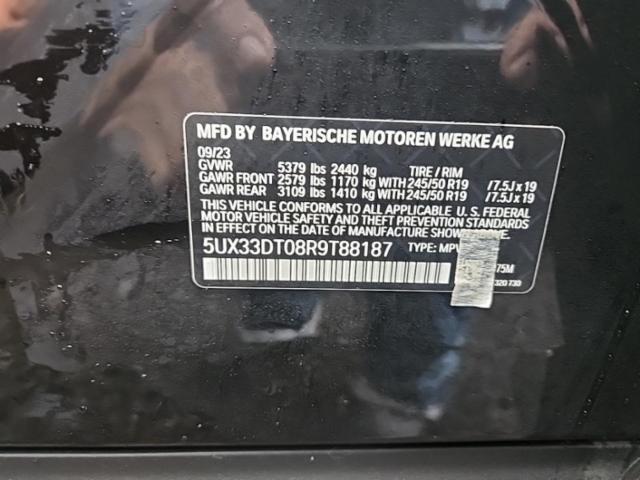 MFD BY BAYERISCHE MOTOREN WERKE AG
09/23
GVWR 5379 lbs 2440 kg TIRE / RIM
GAWR FRONT 2579 lbs 1170 kg WITH 245/50 R19 / 7.5J x 19
GAWR REAR 3109 lbs 1410 kg WITH 245/50 R19 / 7.5J x 19
THIS VEHICLE CONFORMS TO ALL APPLICABLE U. S. FEDERAL
MOTOR VEHICLE SAFETY AND THEFT PREVENTION STANDARDS
IN EFFECT ON THE DATE OF MANUFACTURE SHOWN ABOVE.
5UX33DT08R9T88187 TYPE: MPV
75M
320 730